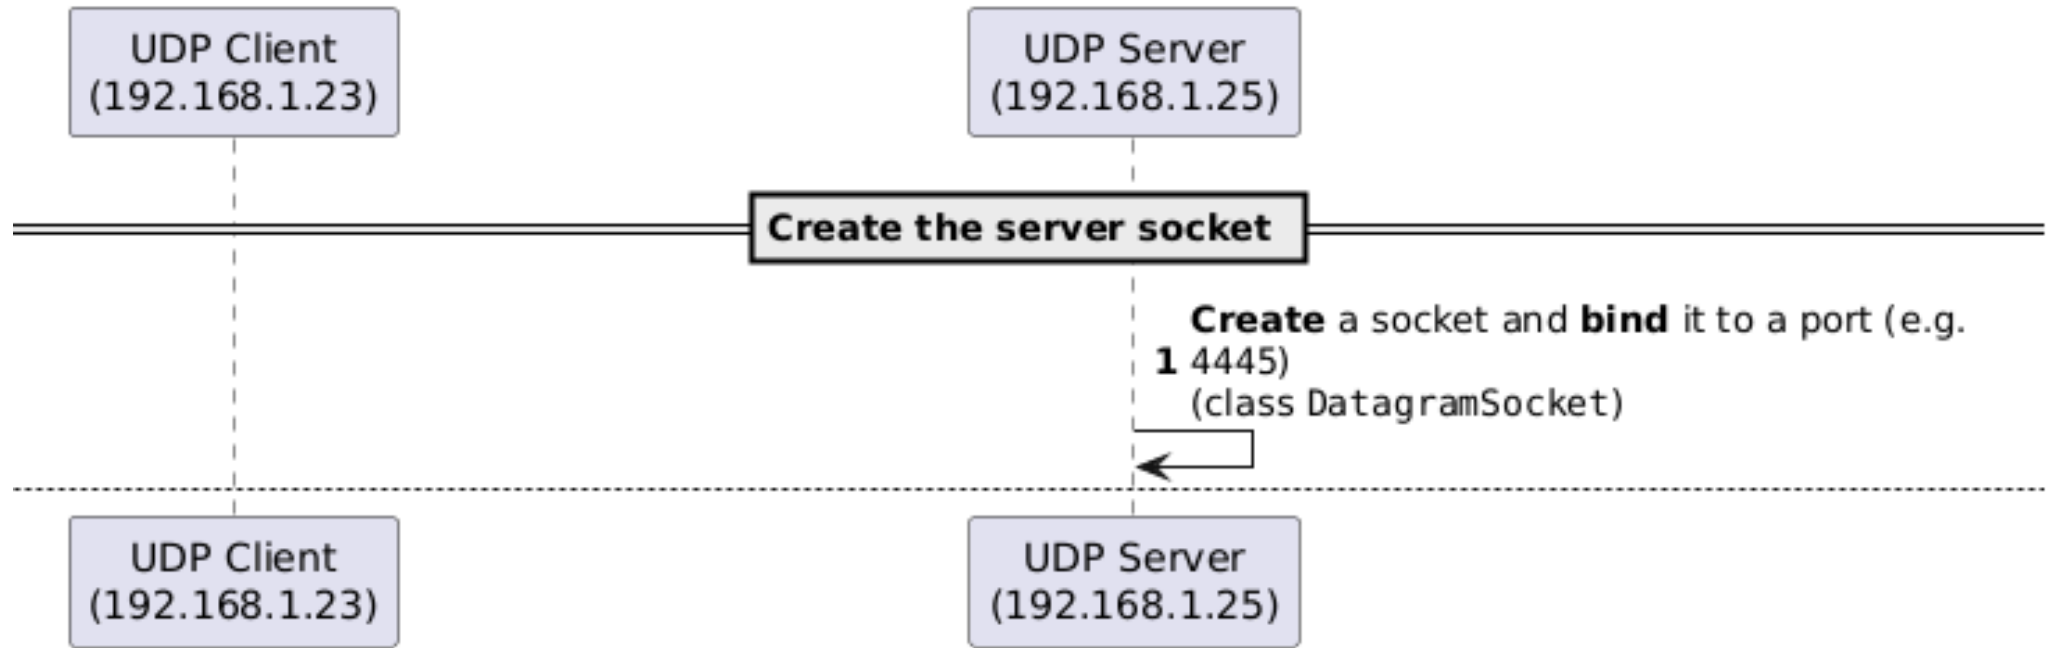 UDP Client
(192.168.1.23)
UDP Server
(192.168.1.25)
Create the server socket
Create a socket and bind it to a port (e.g.
1 4445)
(class DatagramSocket)
UDP Client
(192.168.1.23)
UDP Server
(192.168.1.25)